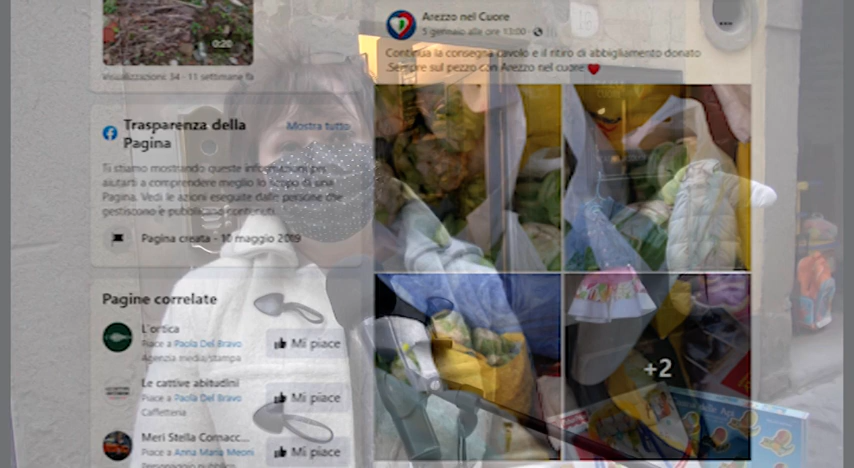 0:20
Visualizzazioni: 34 · 11 settimane fa
Trasparenza della
Pagina
Mostra tutto
Ti stiamo mostrando queste informazioni per
aiutarti a comprendere meglio lo scopo di una
Pagina. Vedi le azioni eseguite dalle persone che
gestiscono e pubblicano contenuti.
Pagina creata - 10 maggio 2019
Pagine correlate
L'ortica
Piace a Paola Del Bravo
Agenzia media/stampa
Mi piace
Le cattive abitudini
Piace a Paola Del Bravo
Caffetteria
Mi piace
Meri Stella Cornacc...
Piace a Anna Maria Meoni
Personaggio pubblico
Mi piace
Arezzo nel Cuore
5 gennaio alle ore 13:00 ·
Continua la consegna cavolo e il ritiro di abbigliamento donato
.Sempre sul pezzo con Arezzo nel cuore ❤
+2